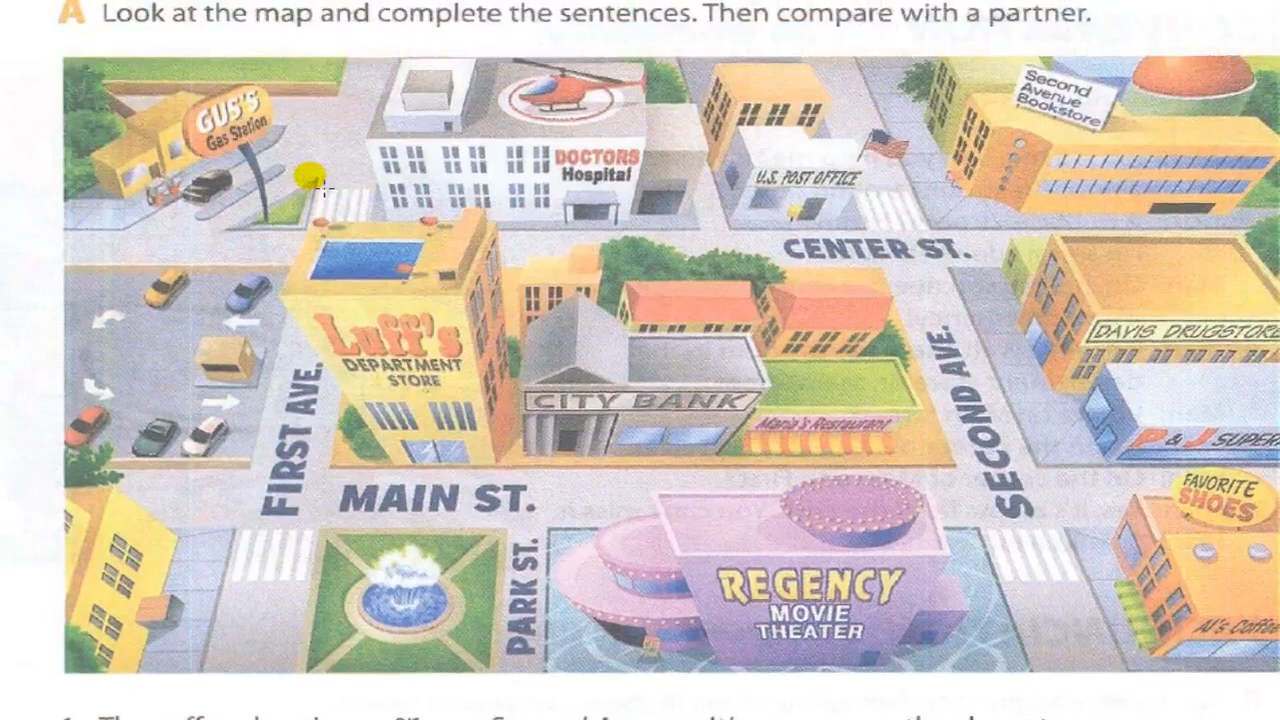 A Look at the map and complete the sentences. Then compare with a partner.
GUS'S
Gas Station
DOCTORS
Hospital
U.S. POST OFFICE
Second
Avenue
Bookstore
CENTER ST.
Luff's
DEPARTMENT
STORE
CITY BANK
Maria's Restaurant
DAVIS DRUGSTORE
P & J SUPER
FIRST AVE.
SECOND AVE.
MAIN ST.
PARK ST.
REGENCY
MOVIE
THEATER
FAVORITE
SHOES
Al's Coffee